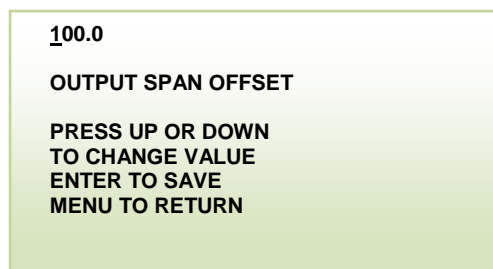 100.0
OUTPUT SPAN OFFSET
PRESS UP OR DOWN
TO CHANGE VALUE
ENTER TO SAVE
MENU TO RETURN